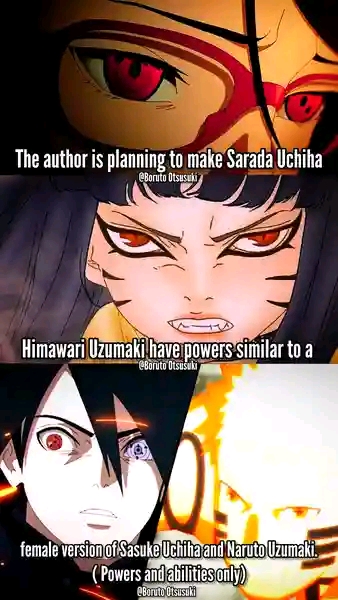 The author is planning to make Sarada Uchiha
@Boruto Otsusuki
Himawari Uzumaki have powers similar to a
@Boruto Otsusuki
female version of Sasuke Uchiha and Naruto Uzumaki.
( Powers and abilities only)
@Boruto Otsusuki